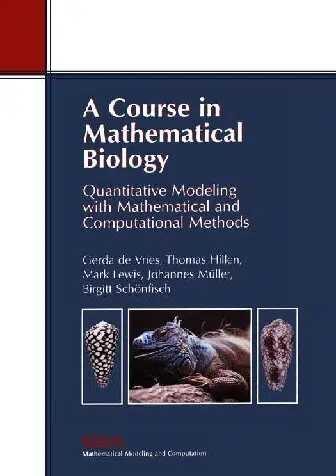 A Course in
Mathematical
Biology
Quantitative Modeling
with Mathematical and
Computational Methods
Gerda de Vries, Thomas Hillen,
Mark Lewis, Johannes Müller,
Birgitt Schönfisch
Mathematical Modeling and Computation